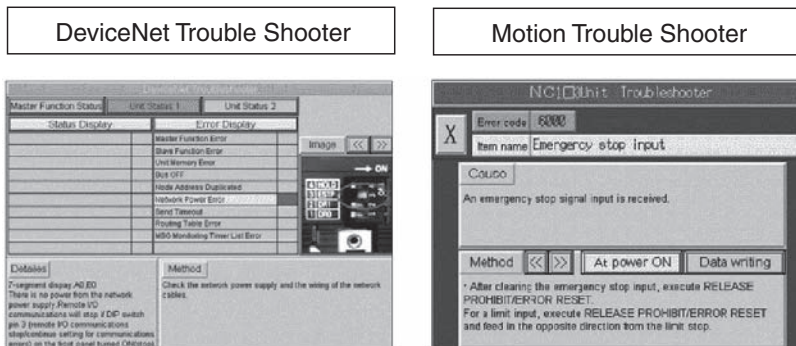 DeviceNet Trouble Shooter
Motion Trouble Shooter
DeviceNet Troubleshooter
Master Function Status Unit Status 1 Unit Status 2
Status Display Error Display
Master Function Error
Slave Function Error
Unit Memory Error
Bus OFF
Node Address Duplicated
Network Power Error
Send Timeout
Routing Table Error
Monitoring Timer List Error
Image << >>
ON
Detailes
7-segment dispay:A0,E0
There is no power from the network
power supply.Remote I/O
communications will stop if DIP switch
pin 3 (remote I/O communications
stop/continue setting for communications
errors) on the front panel turned ON(stops
Method
Check the network power supply and the wiring of the network
cables.
Unit Troubleshooter
X
Error code 6000
Item name Emergency stop input
Cause
An emergency stop signal input is received.
Method << >> At power ON Data writing
• After clearing the emergency stop input, execute RELEASE
PROHIBIT/ERROR RESET.
For a limit input, execute RELEASE PROHIBIT/ERROR RESET
and feed in the opposite direction from the limit stop.